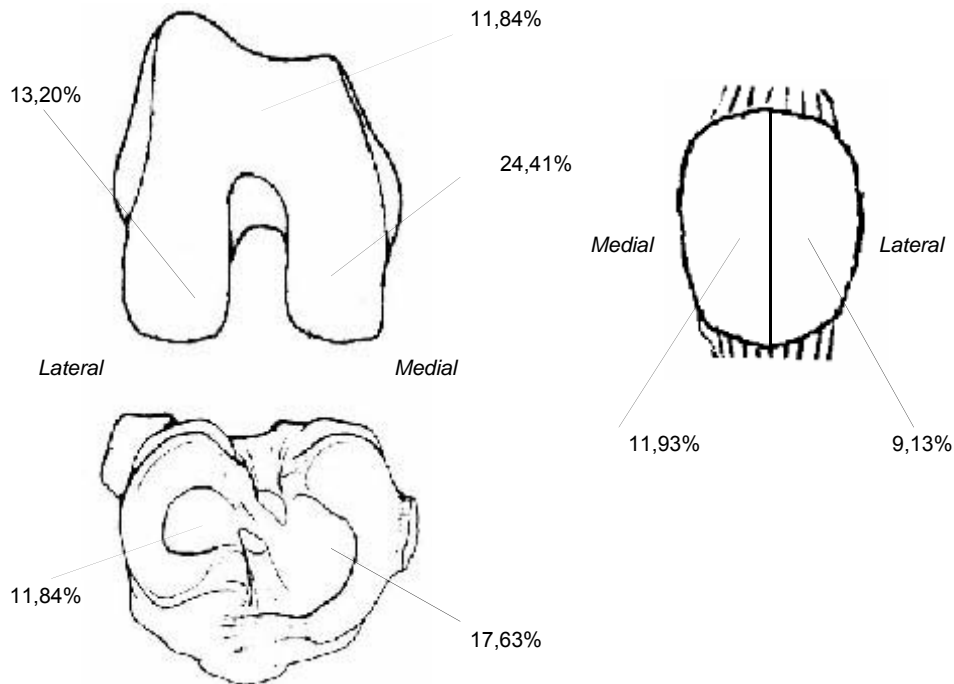 11,84%
13,20%
24,41%
Medial
Lateral
Lateral
Medial
11,93%
9,13%
11,84%
17,63%